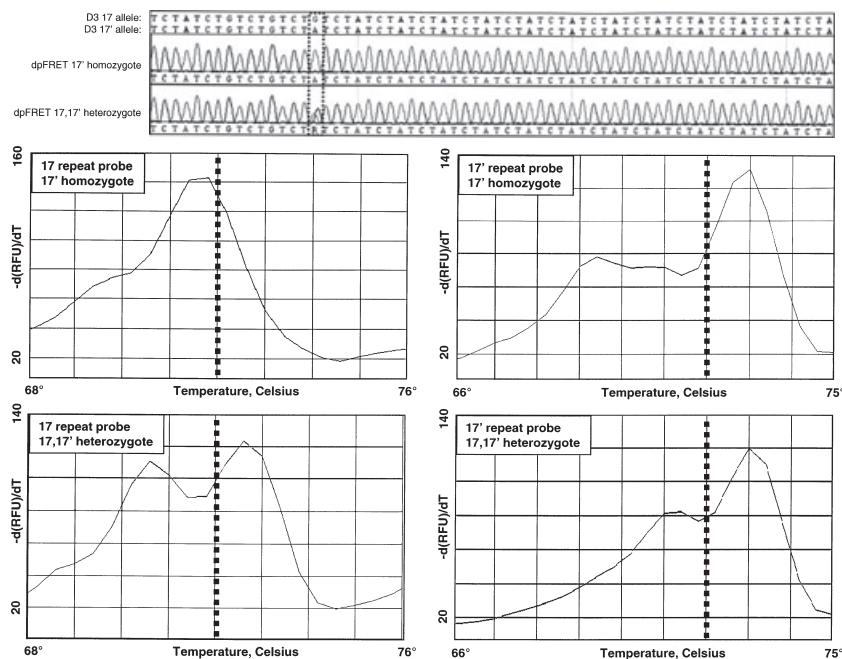 D3 17 allele: TCTATCTGTCTGTCTGTCTATCTATCTATCTATCTATCTATCTATCTATCTATCTATCTATCTA
D3 17' allele: TCTATCTGTCTGTCTATCTATCTATCTATCTATCTATCTATCTATCTATCTATCTATCTATCTA
dpFRET 17' homozygote
TCTATCTGTCTGTCTATCTATCTATCTATCTATCTATCTATCTATCTATCTATCTATCTATCTA
dpFRET 17,17' heterozygote
160
17 repeat probe
17' homozygote
-d(RFU)/dT
20
68°
Temperature, Celsius
76°
140
17' repeat probe
17' homozygote
-d(RFU)/dT
20
66°
Temperature, Celsius
75°
140
17 repeat probe
17,17' heterozygote
-d(RFU)/dT
20
68°
Temperature, Celsius
76°
140
17' repeat probe
17,17' heterozygote
-d(RFU)/dT
20
66°
Temperature, Celsius
75°